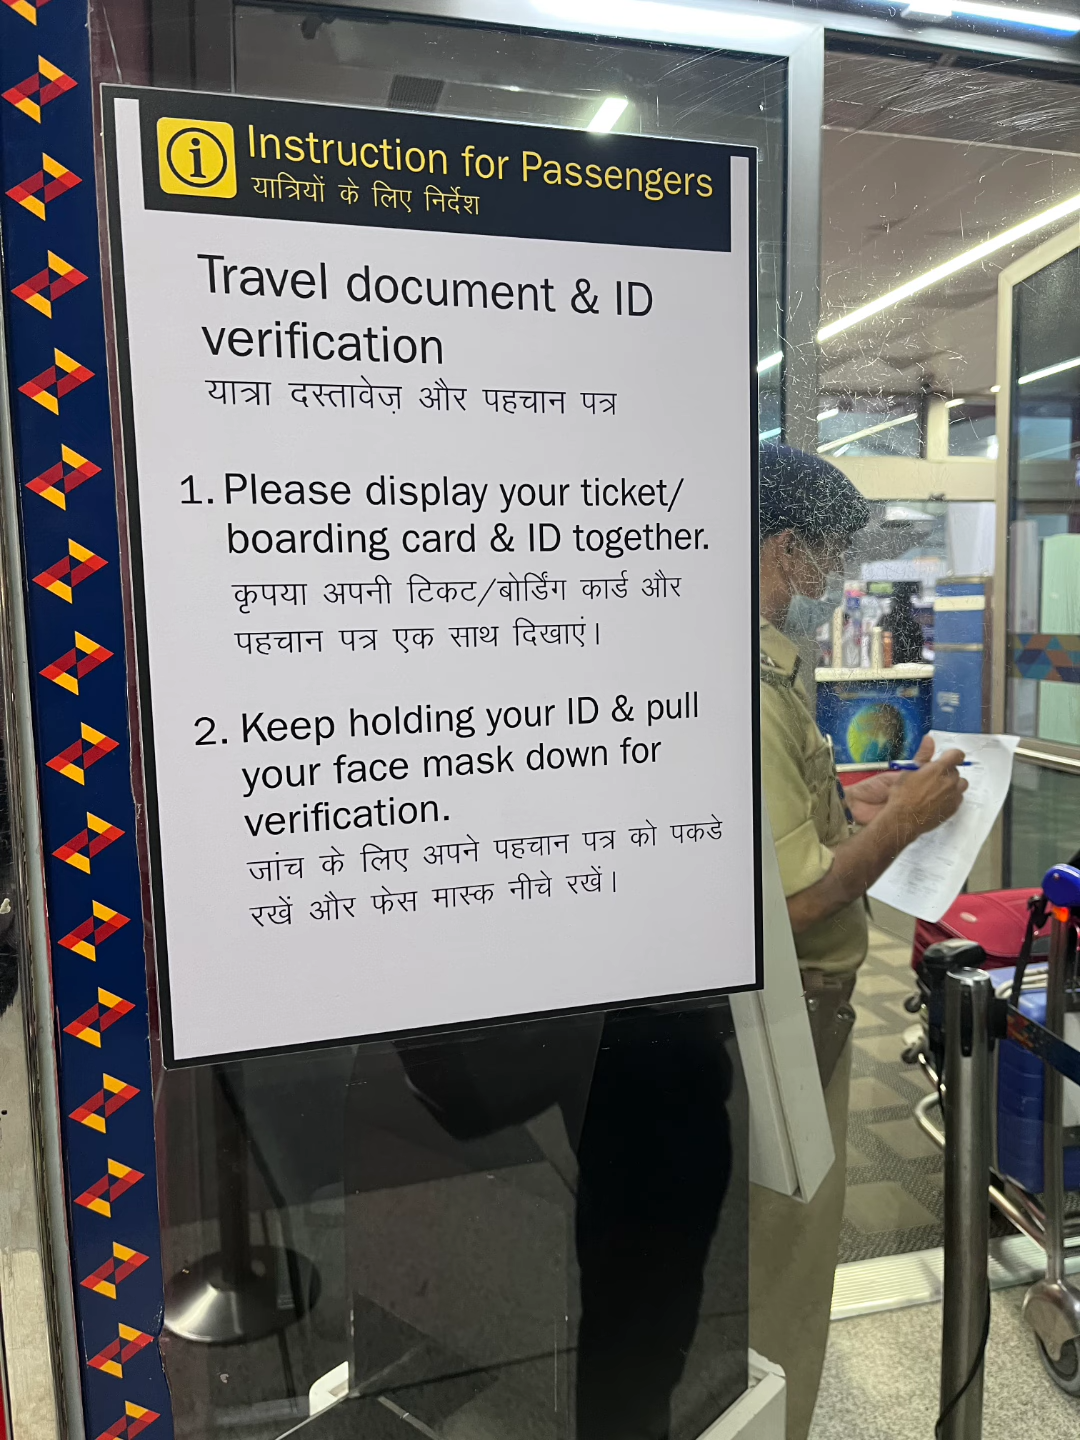 Instruction for Passengers
यात्रियों के लिए निर्देश
Travel document & ID
verification
यात्रा दस्तावेज़ और पहचान पत्र
1. Please display your ticket/
boarding card & ID together.
कृपया अपनी टिकट/बोर्डिंग कार्ड और
पहचान पत्र एक साथ दिखाएं।
2. Keep holding your ID & pull
your face mask down for
verification.
जांच के लिए अपने पहचान पत्र को पकडे
रखें और फेस मास्क नीचे रखें।